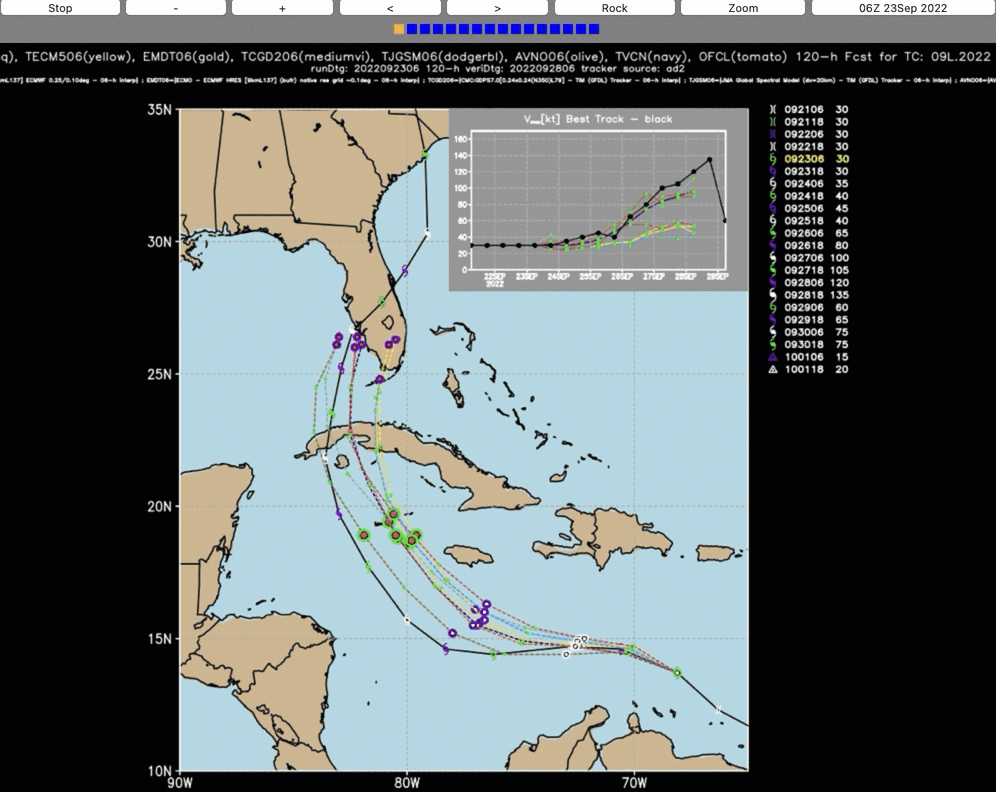 Stop - + < > Rock Zoom 06Z 23Sep 2022
q), TECM506(yellow), EMDT06(gold), TCGD206(mediumvi), TJGSM06(dodgerbl), AVNO06(olive), TVCN(navy), OFCL(tomato) 120-h Fcst for TC: 09L.2022
runDtg: 2022092306 120-h veriDtg: 2022092806 tracker source: ad2
35N
30N
25N
20N
15N
10N
90W 80W 70W
Vmax[kt] Best Track - black
160
140
120
100
80
60
40
20
0
22SEP 23SEP 24SEP 25SEP 26SEP 27SEP 28SEP 29SEP
2022
092106 30
092118 30
092206 30
092218 30
092306 30
092318 30
092406 35
092418 40
092506 45
092518 40
092606 65
092618 80
092706 100
092718 105
092806 120
092818 135
092906 60
092918 65
093006 75
093018 75
100106 15
100118 20